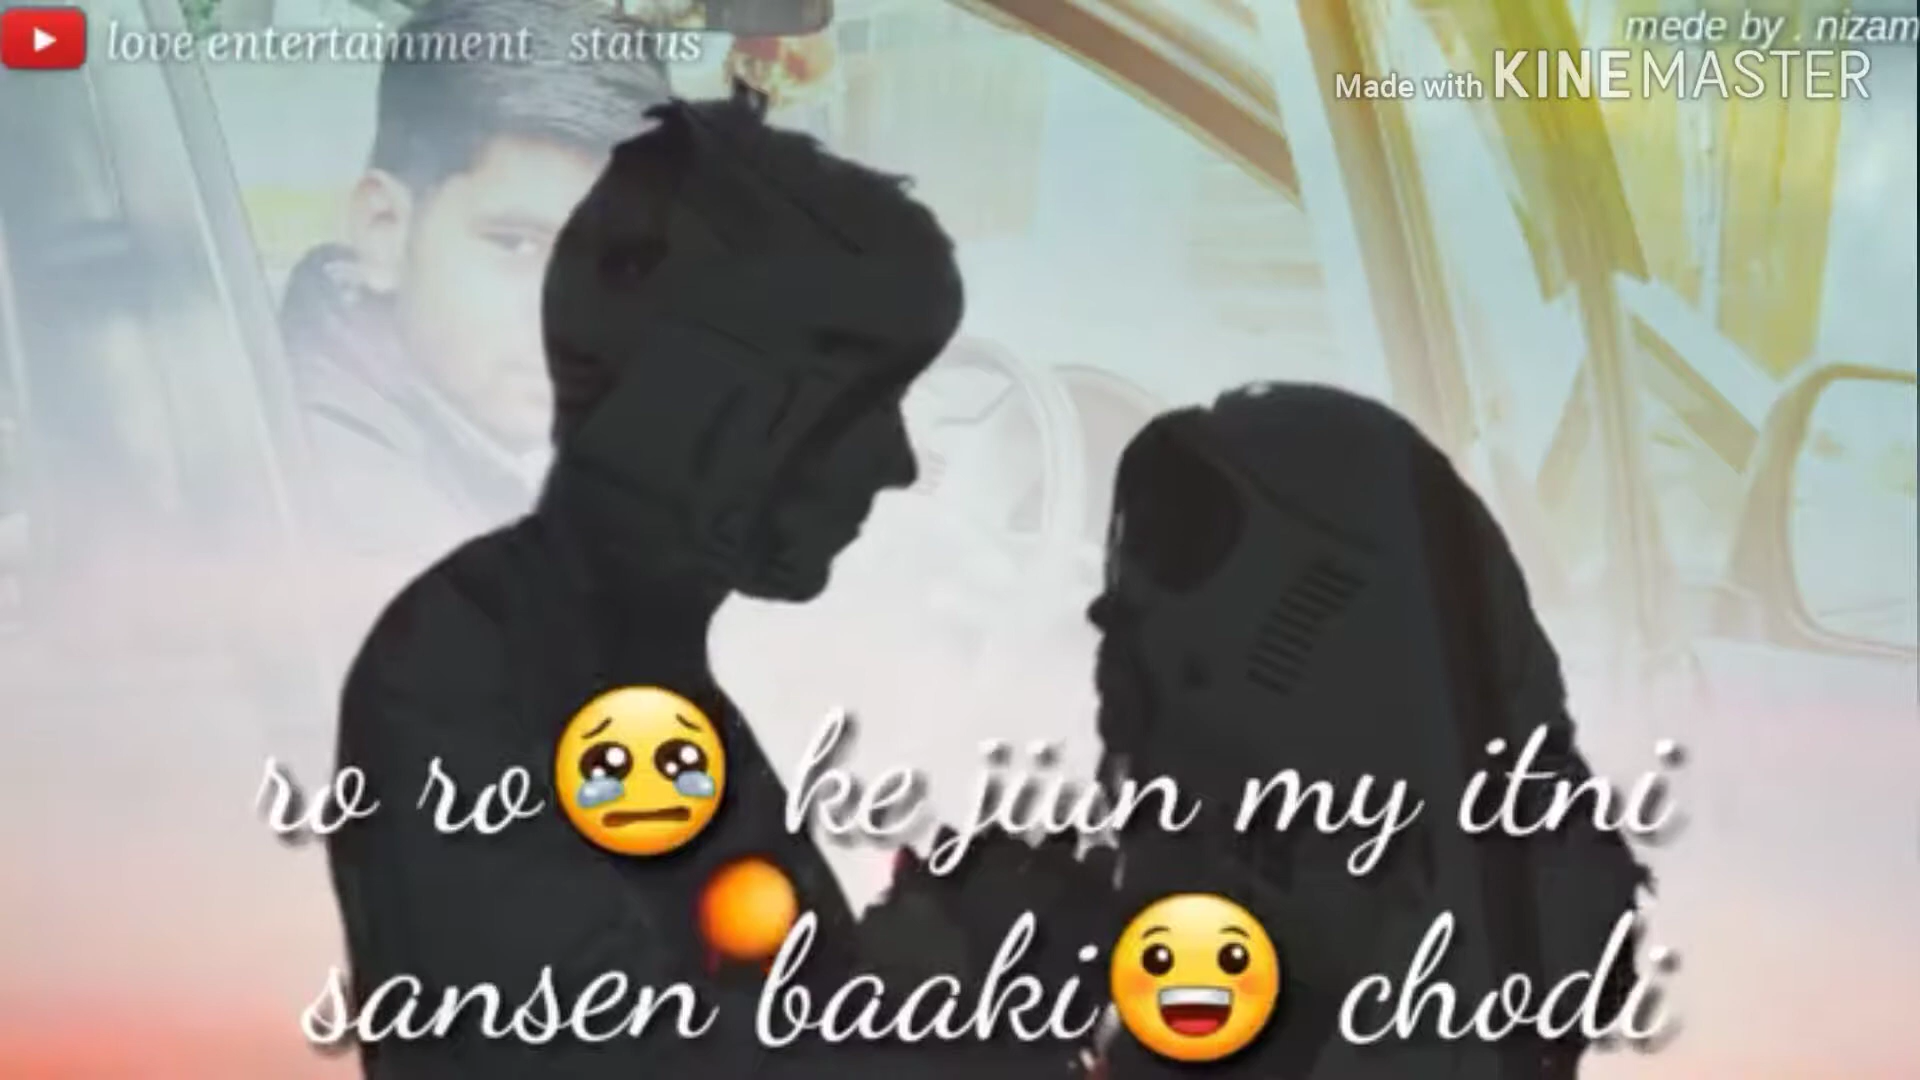 love entertainment_status
mede by . nizam
Made with KINEMASTER
ro ro😢 ke jiun my itni
sansen baaki😀 chodi